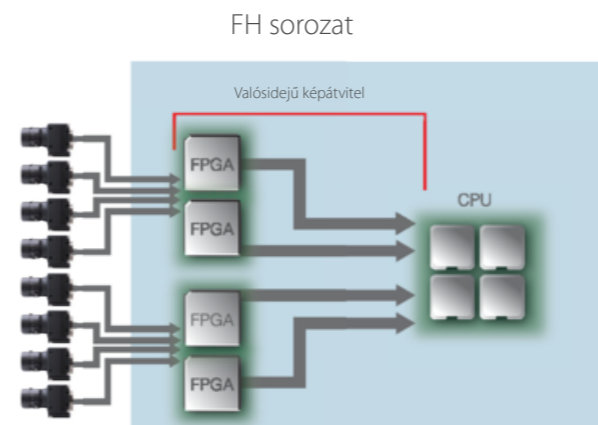 FH sorozat
Valósidejű képátvitel
FPGA
CPU
FPGA
FPGA
FPGA